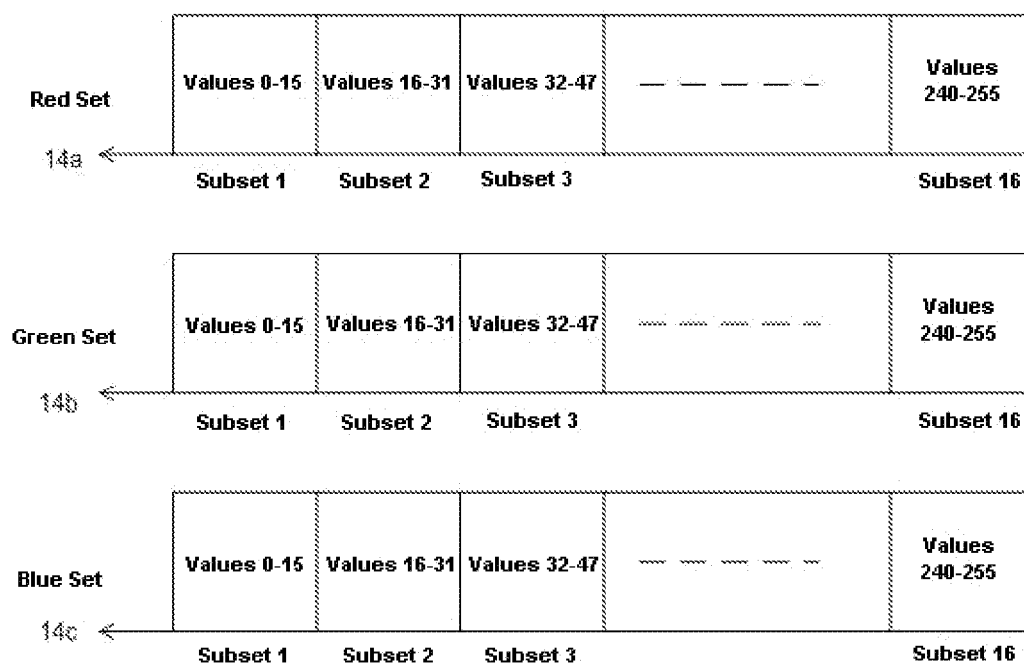 Red Set
Values 0-15
Values 16-31
Values 32-47
Values
240-255
14a
Subset 1
Subset 2
Subset 3
Subset 16
Green Set
Values 0-15
Values 16-31
Values 32-47
Values
240-255
14b
Subset 1
Subset 2
Subset 3
Subset 16
Blue Set
Values 0-15
Values 16-31
Values 32-47
Values
240-255
14c
Subset 1
Subset 2
Subset 3
Subset 16